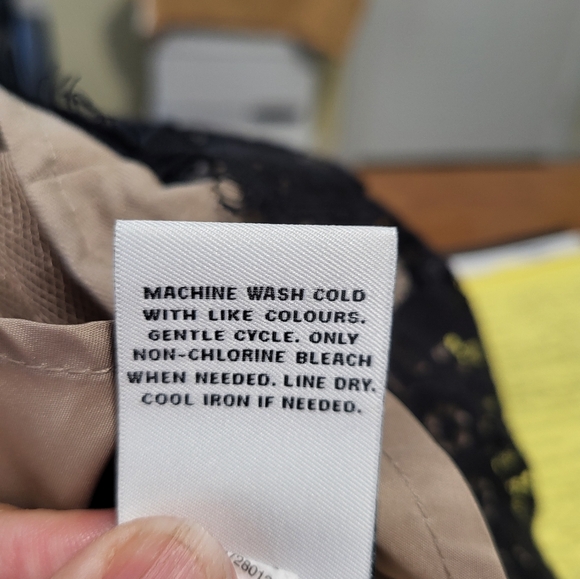 MACHINE WASH COLD
WITH LIKE COLOURS.
GENTLE CYCLE. ONLY
NON-CHLORINE BLEACH
WHEN NEEDED. LINE DRY.
COOL IRON IF NEEDED.